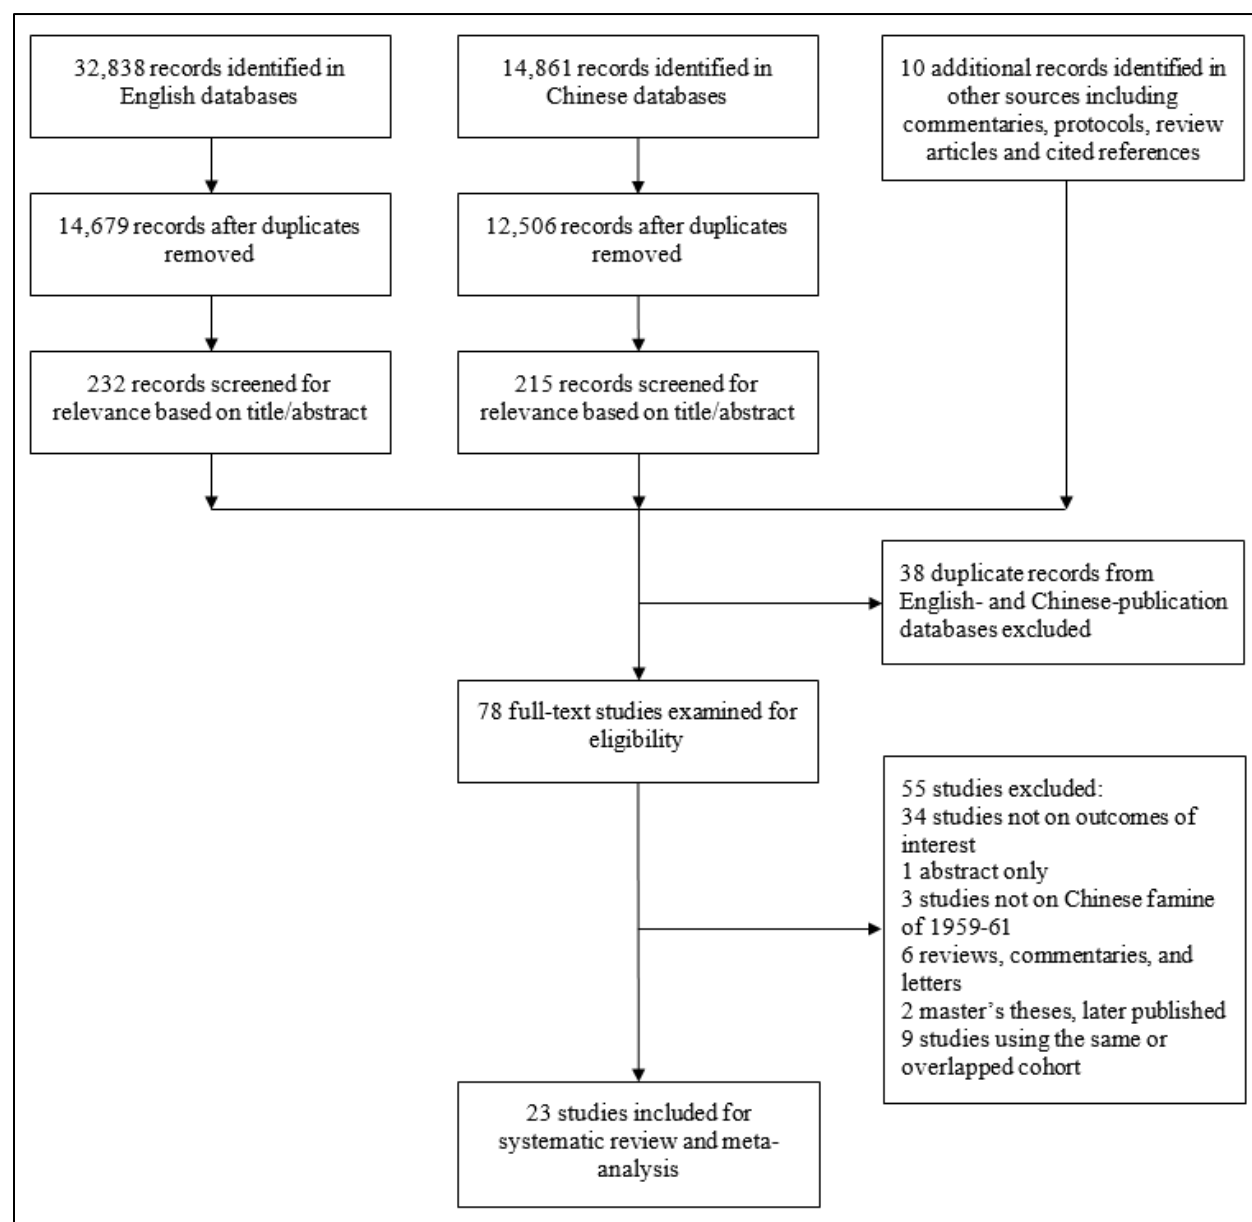 32,838 records identified in
English databases
14,861 records identified in
Chinese databases
10 additional records identified in
other sources including
commentaries, protocols, review
articles and cited references
14,679 records after duplicates
removed
12,506 records after duplicates
removed
232 records screened for
relevance based on title/abstract
215 records screened for
relevance based on title/abstract
38 duplicate records from
English- and Chinese-publication
databases excluded
78 full-text studies examined for
eligibility
55 studies excluded:
34 studies not on outcomes of
interest
1 abstract only
3 studies not on Chinese famine
of 1959-61
6 reviews, commentaries, and
letters
2 master’s theses, later published
9 studies using the same or
overlapped cohort
23 studies included for
systematic review and meta-
analysis